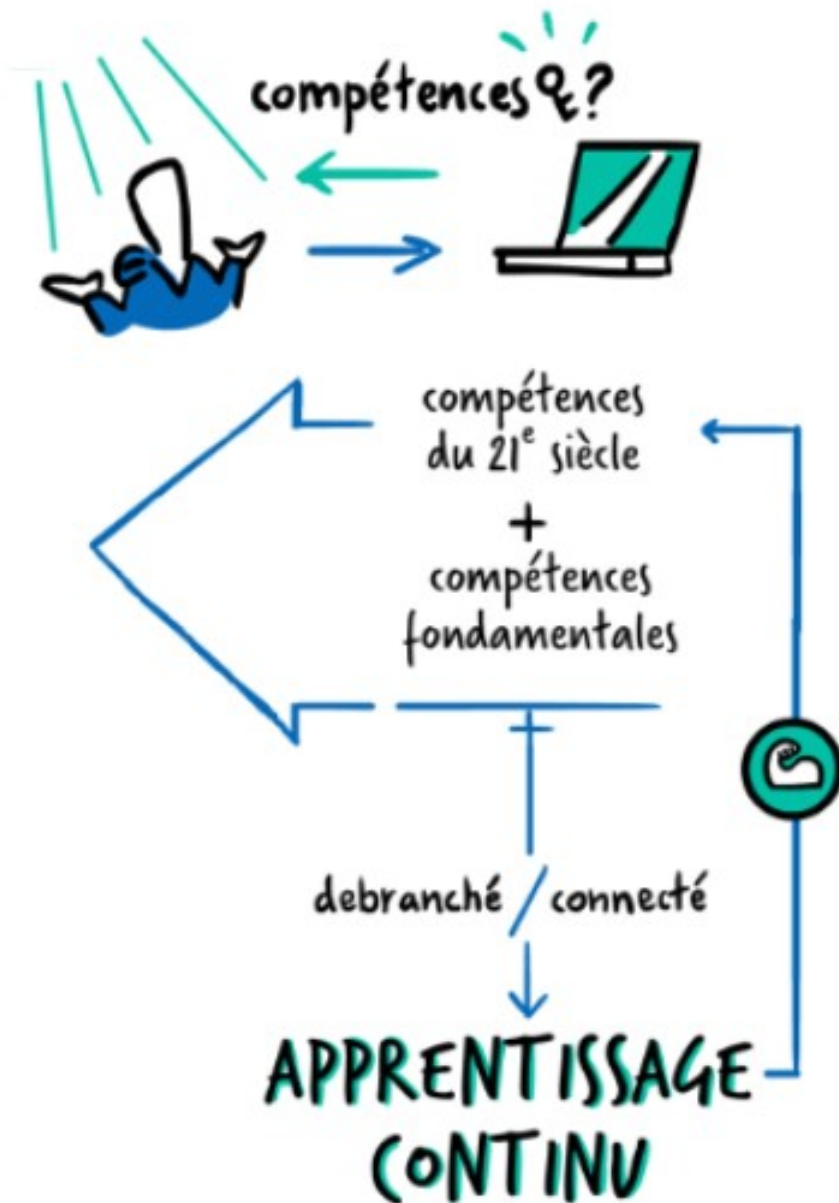 compétences ?
compétences
du 21e siècle
+
compétences
fondamentales
debranché / connecté
APPRENTISSAGE
CONTINU